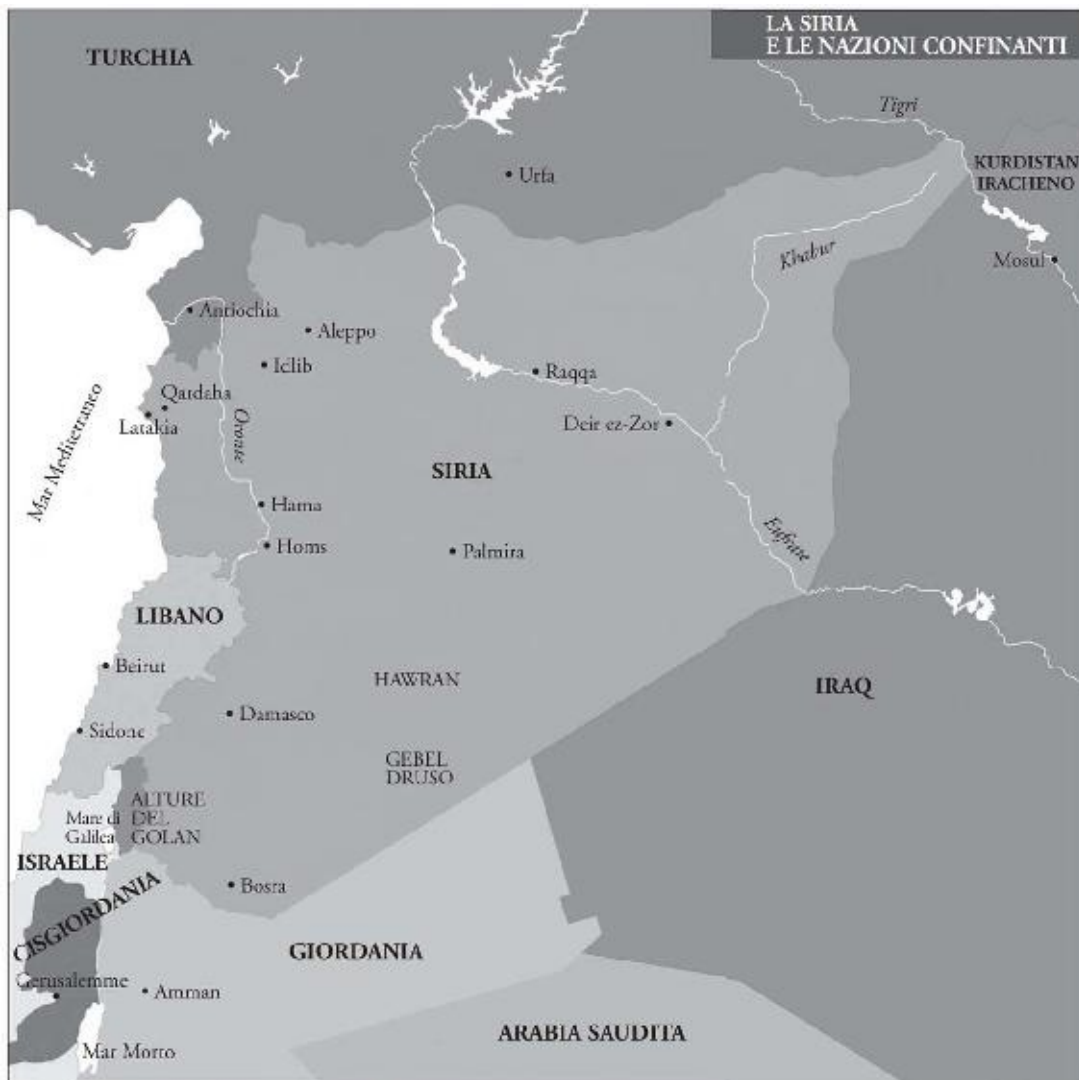 LA SIRIA
E LE NAZIONI CONFINANTI
TURCHIA
Tigri
KURDISTAN
IRACHENO
Urfa
Khabur
Mosul
Antiochia
Aleppo
Idlib
Raqqa
Qardaha
Latakia
Oronte
Deir ez-Zor
Mar Mediterraneo
SIRIA
Hama
Eufrate
Homs
Palmira
LIBANO
Beirut
HAWRAN
IRAQ
Damasco
Sidone
GEBEL
DRUSO
ALTURE
DEL
GOLAN
Mare di
Galilea
ISRAELE
CISGIORDANIA
Bosra
GIORDANIA
Gerusalemme
Amman
ARABIA SAUDITA
Mar Morto